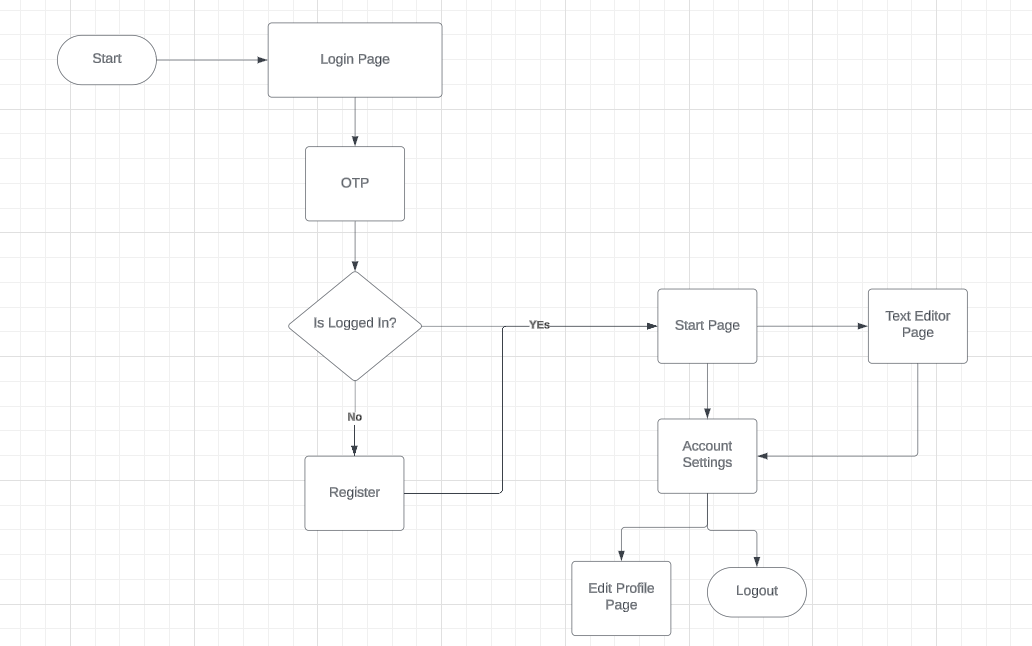 Start
Login Page
OTP
Is Logged In?
YEs
Start Page
Text Editor
Page
No
Account
Settings
Register
Edit Profile
Page
Logout